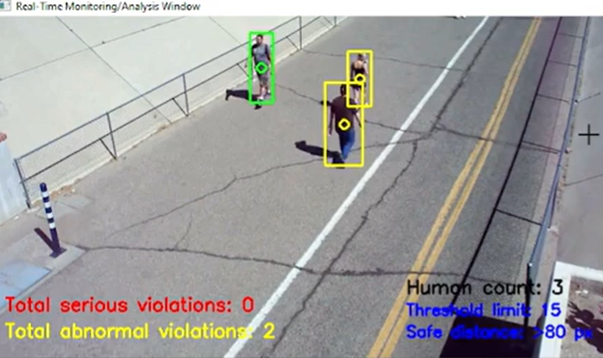 Real-Time Monitoring/Analysis Window
Human count: 3
Total serious violations: 0
Threshold limit: 15
Total abnormal violations: 2
Safe distance: >80 px